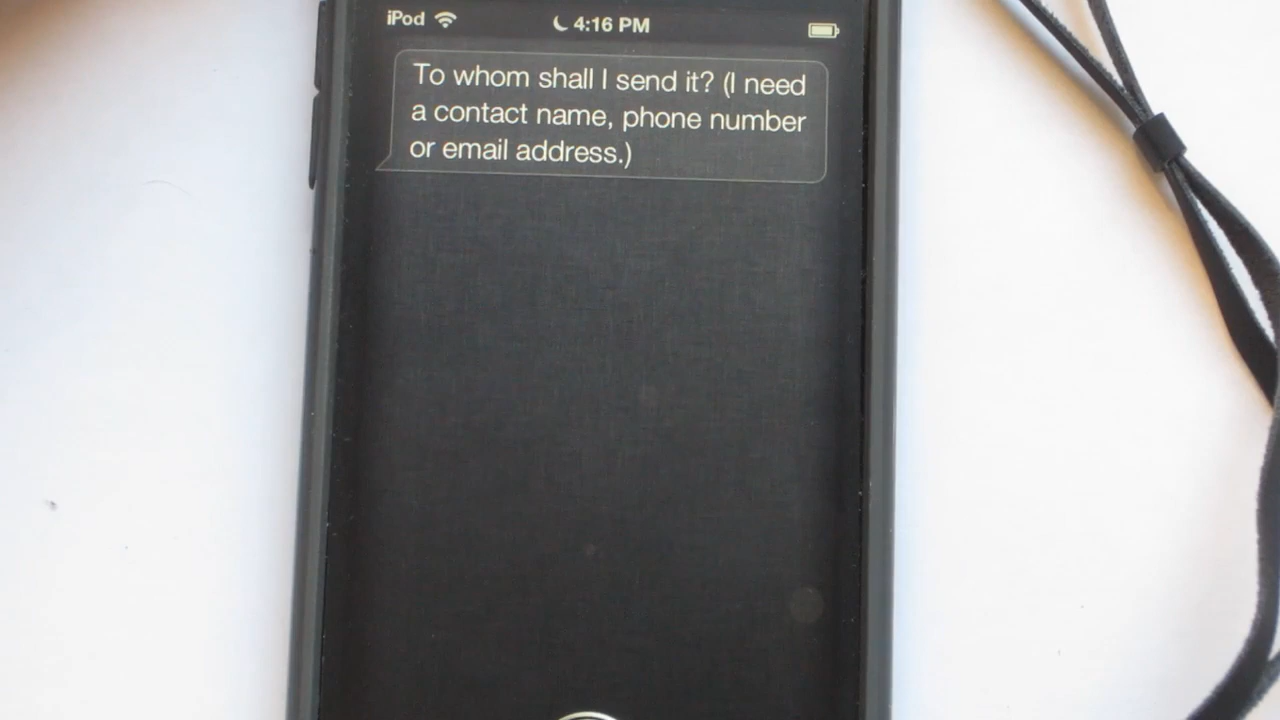 iPod 4:16 PM
To whom shall I send it? (I need
a contact name, phone number
or email address.)